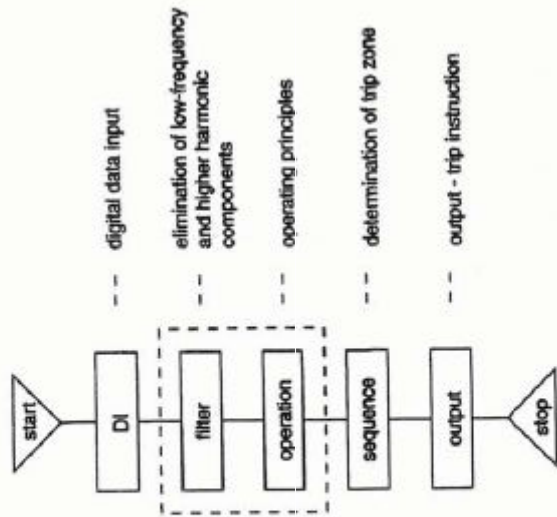 start
DI
-- digital data input
filter
-- elimination of low-frequency
and higher harmonic
components
operation
-- operating principles
sequence
-- determination of trip zone
output
-- output - trip instruction
stop